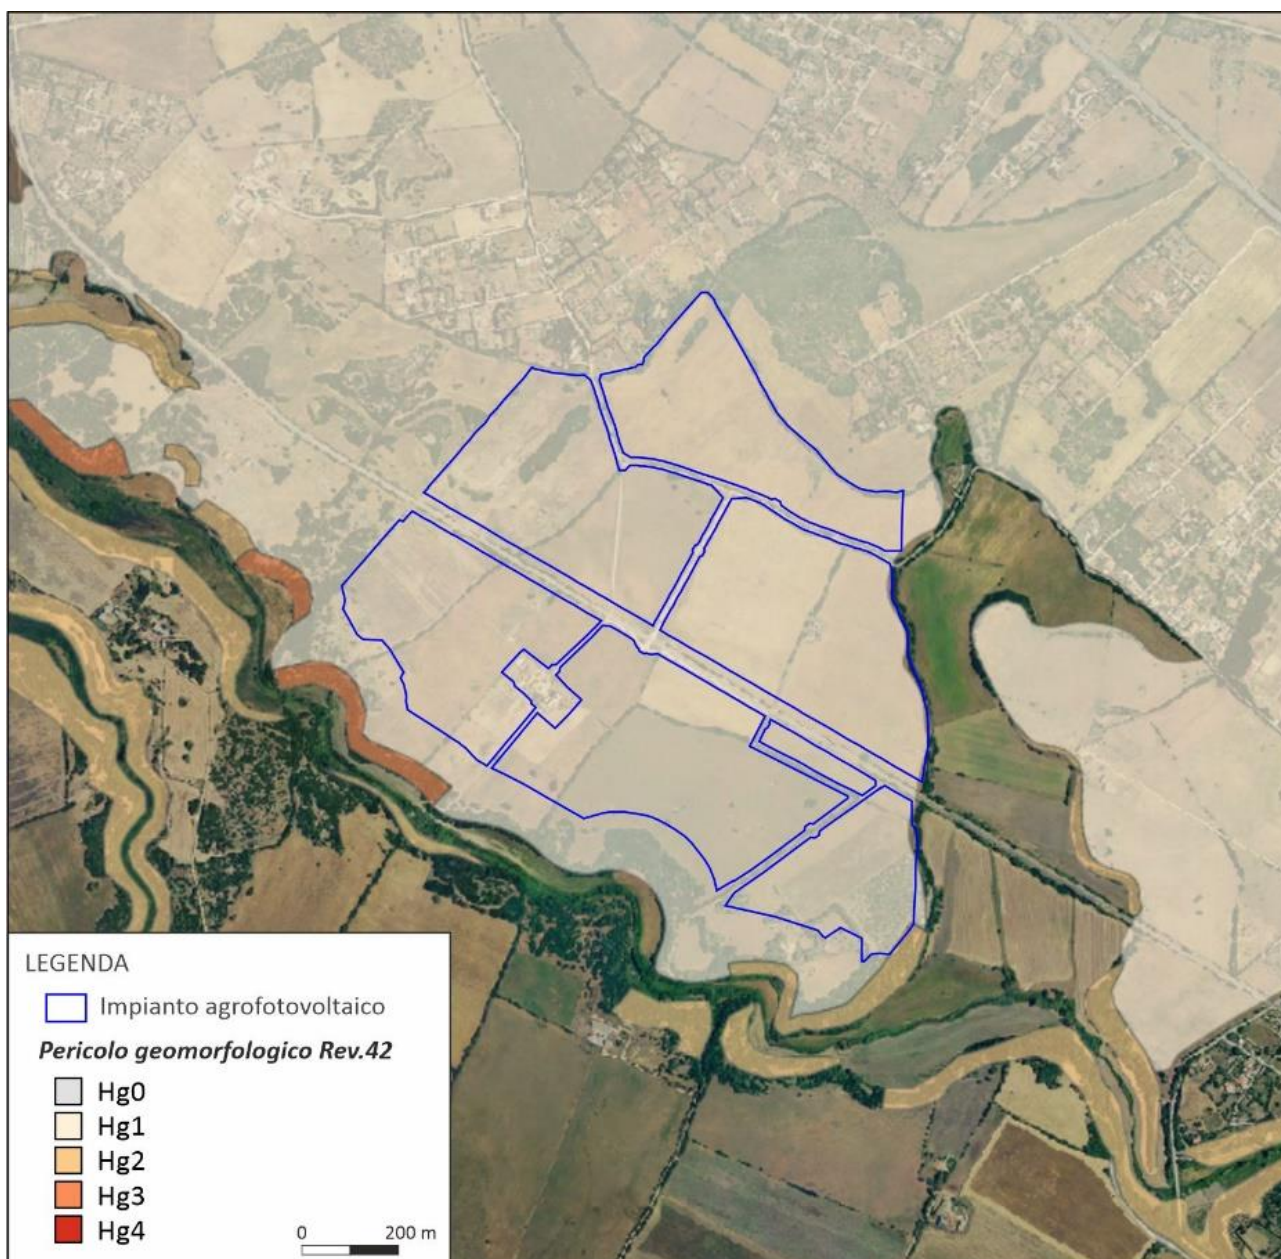 LEGENDA
Impianto agrofotovoltaico
Pericolo geomorfologico Rev.42
Hg0
Hg1
Hg2
Hg3
Hg4
0 200 m